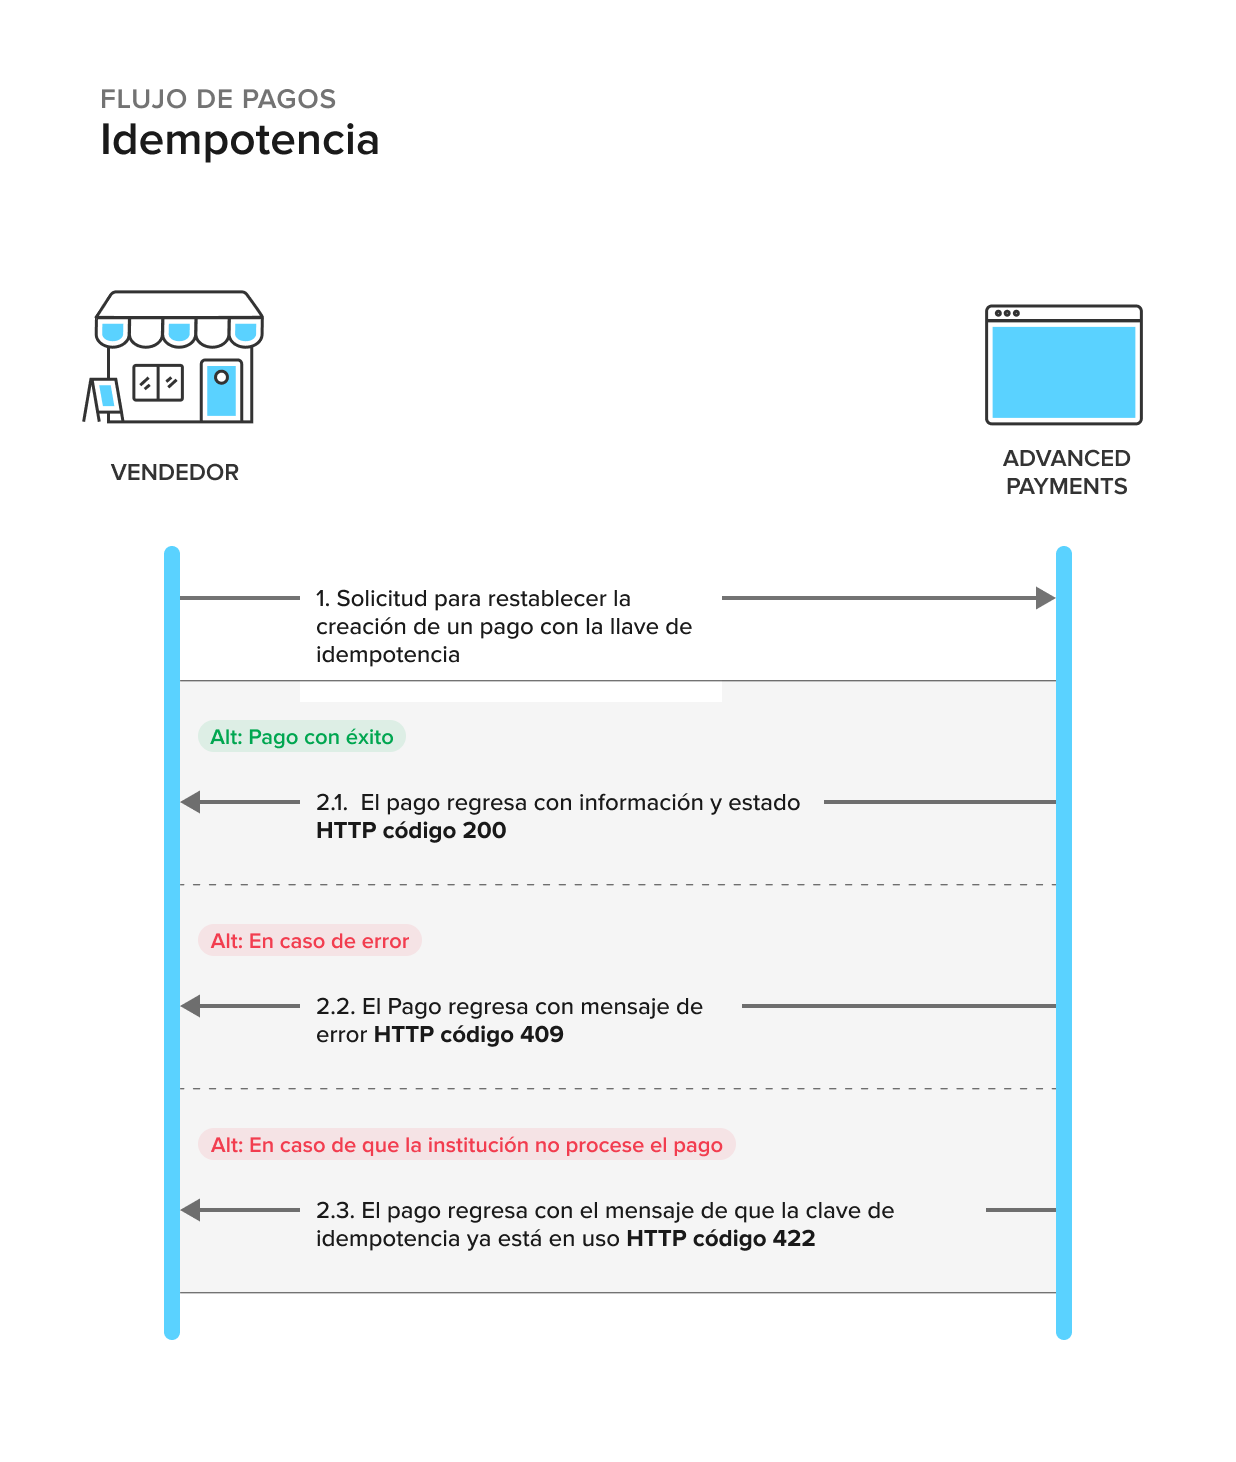 FLUJO DE PAGOS
Idempotencia
VENDEDOR
ADVANCED
PAYMENTS
1. Solicitud para restablecer la
creación de un pago con la llave de
idempotencia
Alt: Pago con éxito
2.1. El pago regresa con información y estado
HTTP código 200
Alt: En caso de error
2.2. El Pago regresa con mensaje de
error HTTP código 409
Alt: En caso de que la institución no procese el pago
2.3. El pago regresa con el mensaje de que la clave de
idempotencia ya está en uso HTTP código 422